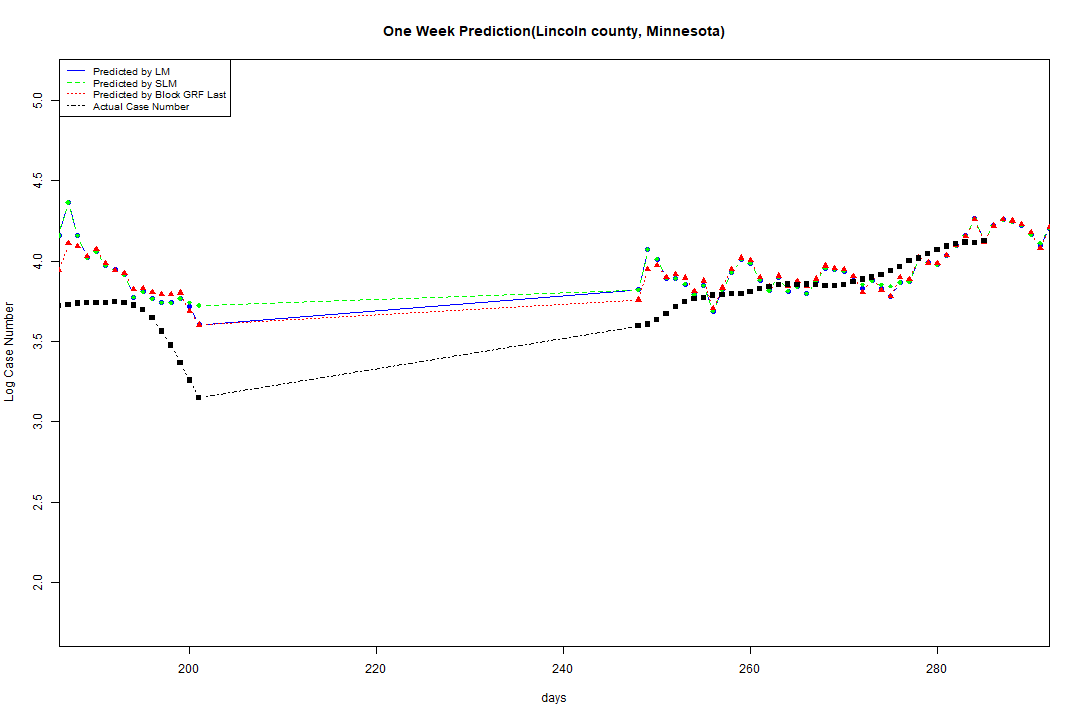 One Week Prediction(Lincoln county, Minnesota)
Predicted by LM
Predicted by SLM
Predicted by Block GRF Last
Actual Case Number
5.0
4.5
4.0
3.5
3.0
2.5
2.0
Log Case Number
200 220 240 260 280
days